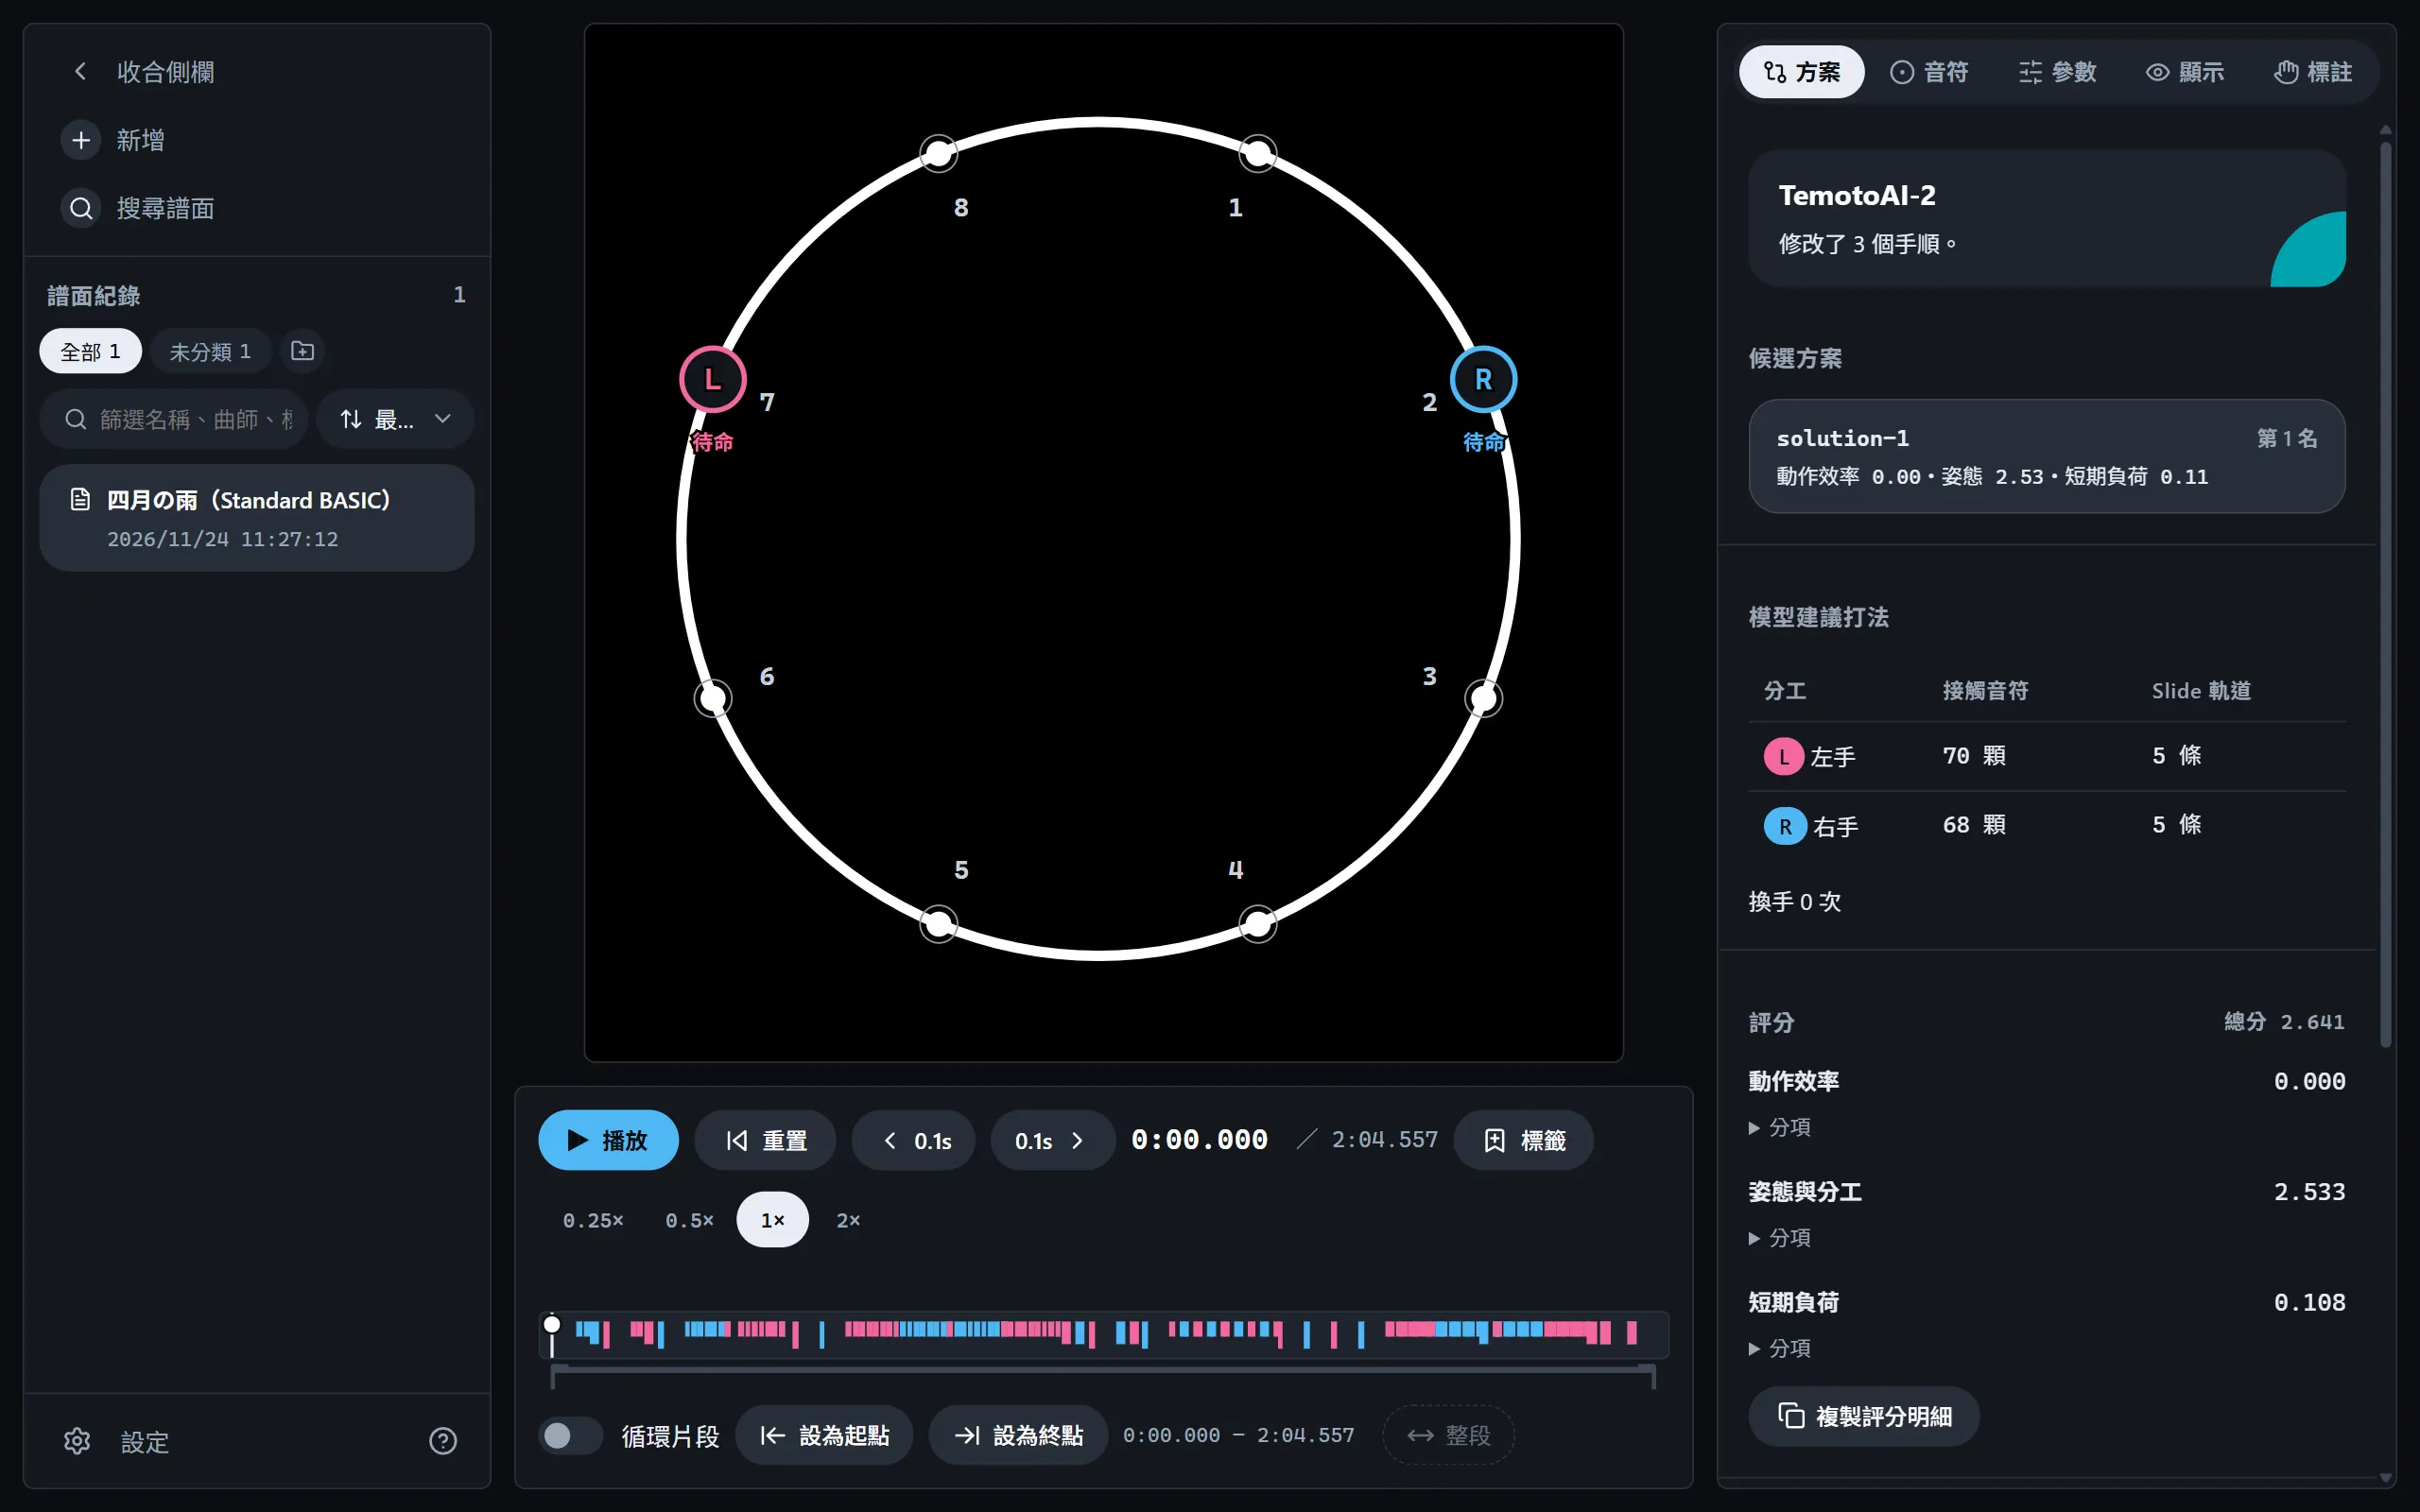 收合側欄
新增
搜尋譜面
譜面紀錄 1
全部 1 未分類 1
篩選名稱、曲師、 最...
四月の雨（Standard BASIC）
2026/11/24 11:27:12
設定
8 1
L R
7 2
待命 待命
6 3
5 4
播放 重置 0.1s 0.1s 0:00.000 ／ 2:04.557 標籤
0.25× 0.5× 1× 2×
循環片段 設為起點 設為終點 0:00.000 – 2:04.557 整段
方案 音符 參數 顯示 標註
TemotoAI-2
修改了 3 個手順。
候選方案
solution-1 第 1 名
動作效率 0.00・姿態 2.53・短期負荷 0.11
模型建議打法
分工 接觸音符 Slide 軌道
L 左手 70 顆 5 條
R 右手 68 顆 5 條
換手 0 次
評分 總分 2.641
動作效率 0.000
分項
姿態與分工 2.533
分項
短期負荷 0.108
分項
複製評分明細